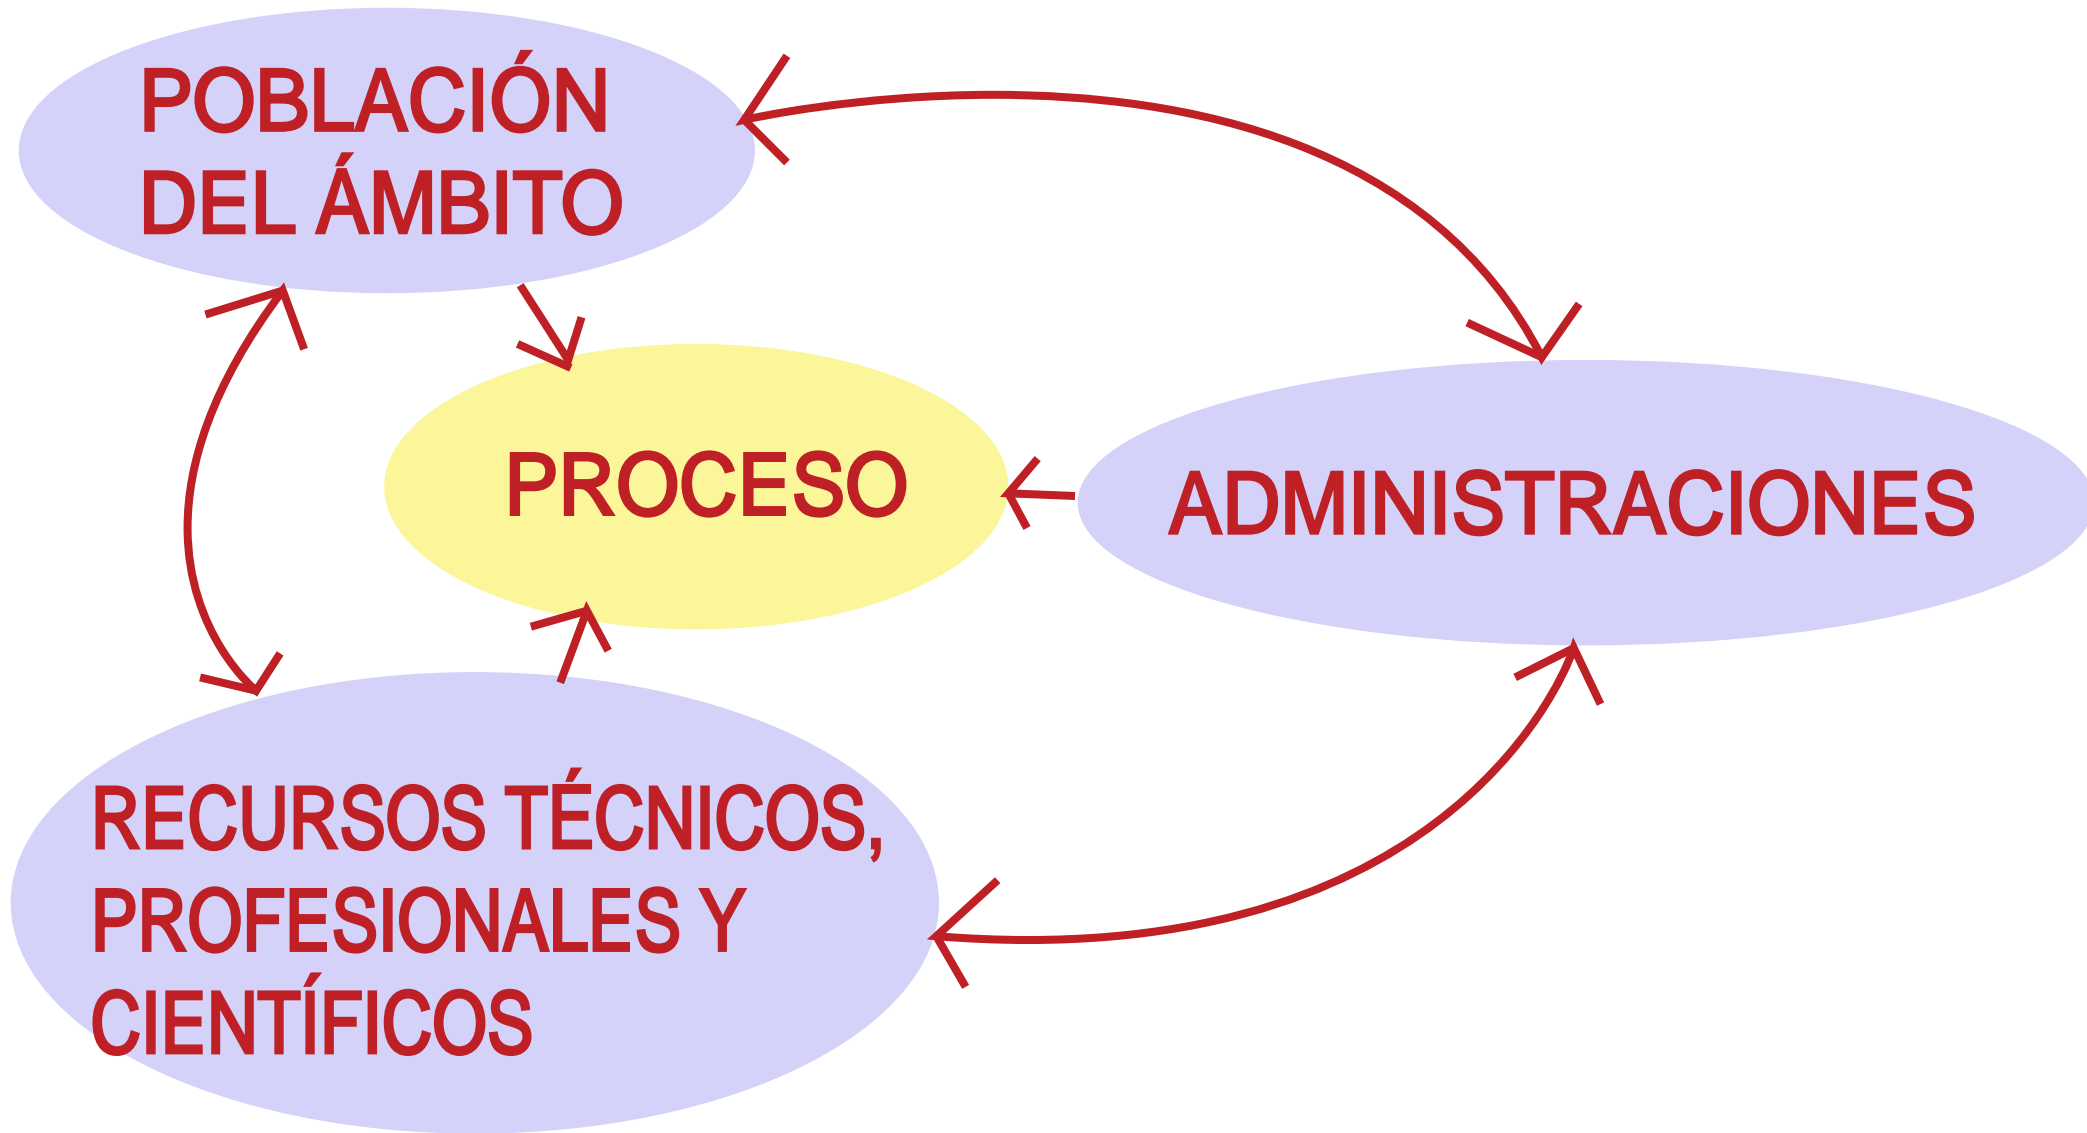 POBLACIÓN
DEL ÁMBITO
PROCESO
ADMINISTRACIONES
RECURSOS TÉCNICOS,
PROFESIONALES Y
CIENTÍFICOS